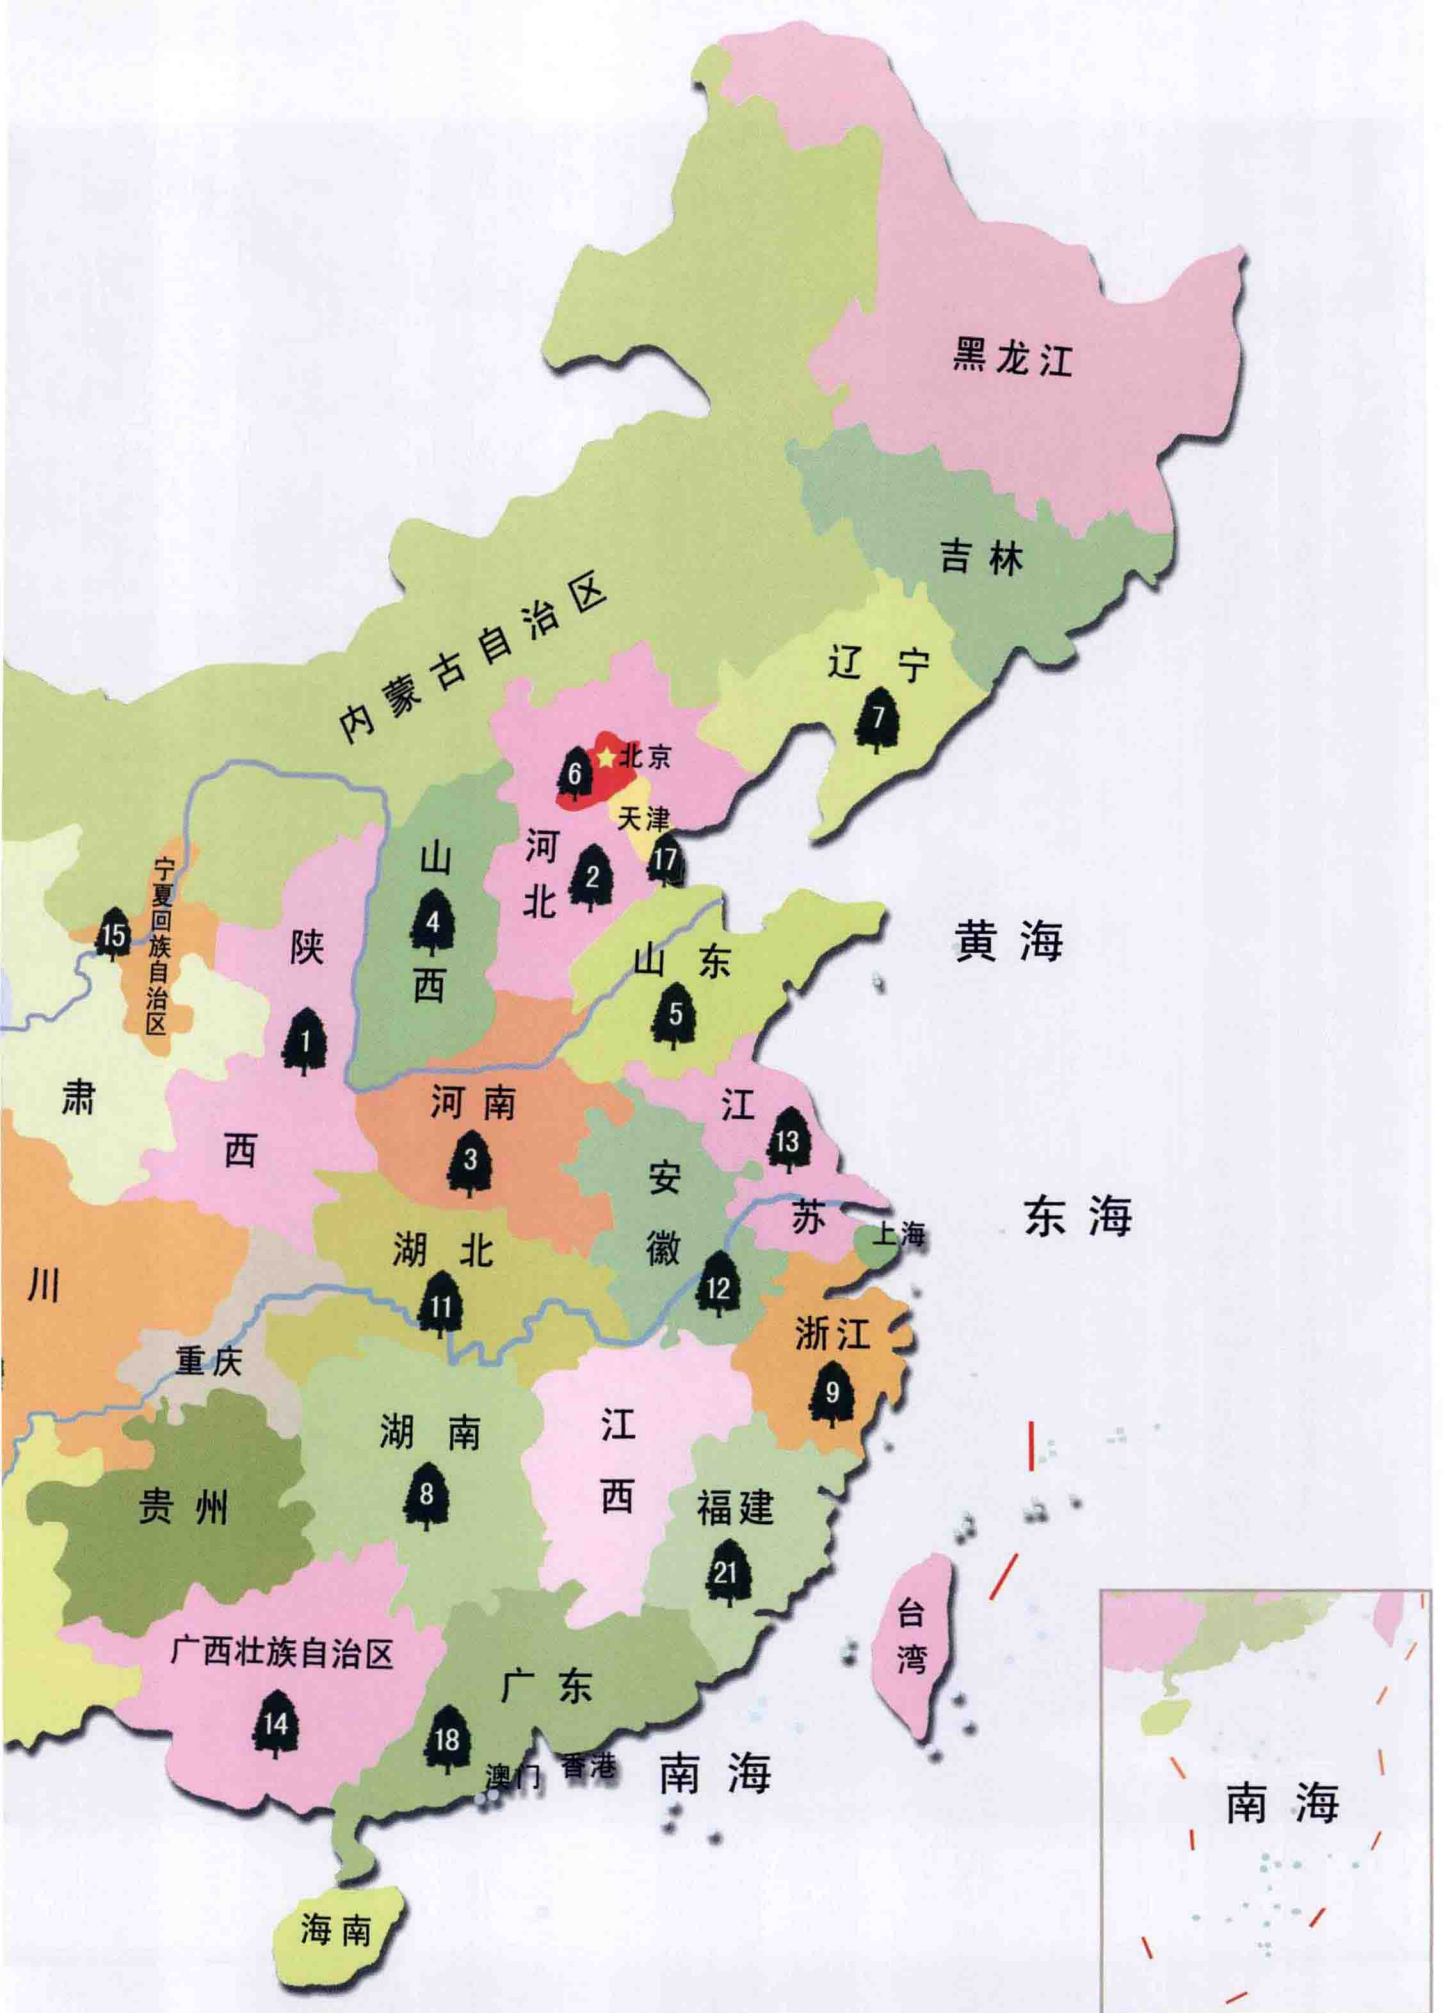 黑龙江
吉林
内蒙古自治区
辽宁
7
北京
6
天津
17
河北
2
山西
4
宁夏回族自治区
15
陕西
1
山东
5
黄海
肃
河南
3
江苏
13
安徽
12
上海
东海
川
湖北
11
重庆
浙江
9
湖南
8
江西
贵州
福建
21
台湾
广西壮族自治区
14
广东
18
澳门
香港
南海
海南
南海